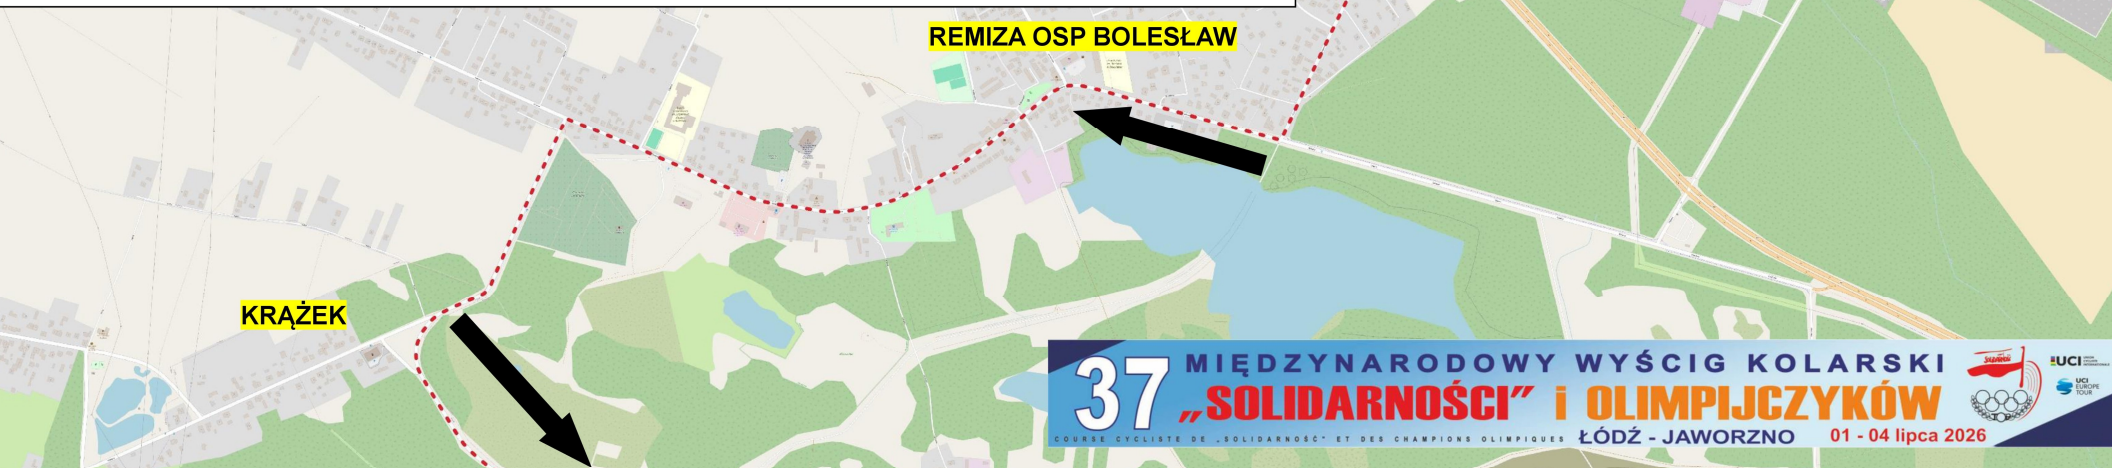 REMIZA OSP BOLESŁAW
KRĄŻEK
37 MIĘDZYNARODOWY WYŚCIG KOLARSKI
„SOLIDARNOŚCI" i OLIMPIJCZYKÓW
COURSE CYCLISTE DE „SOLIDARNOŚĆ" ET DES CHAMPIONS OLIMPIQUES
ŁÓDŹ - JAWORZNO 01 - 04 lipca 2026
UCI
UCI
EUROPE
TOUR